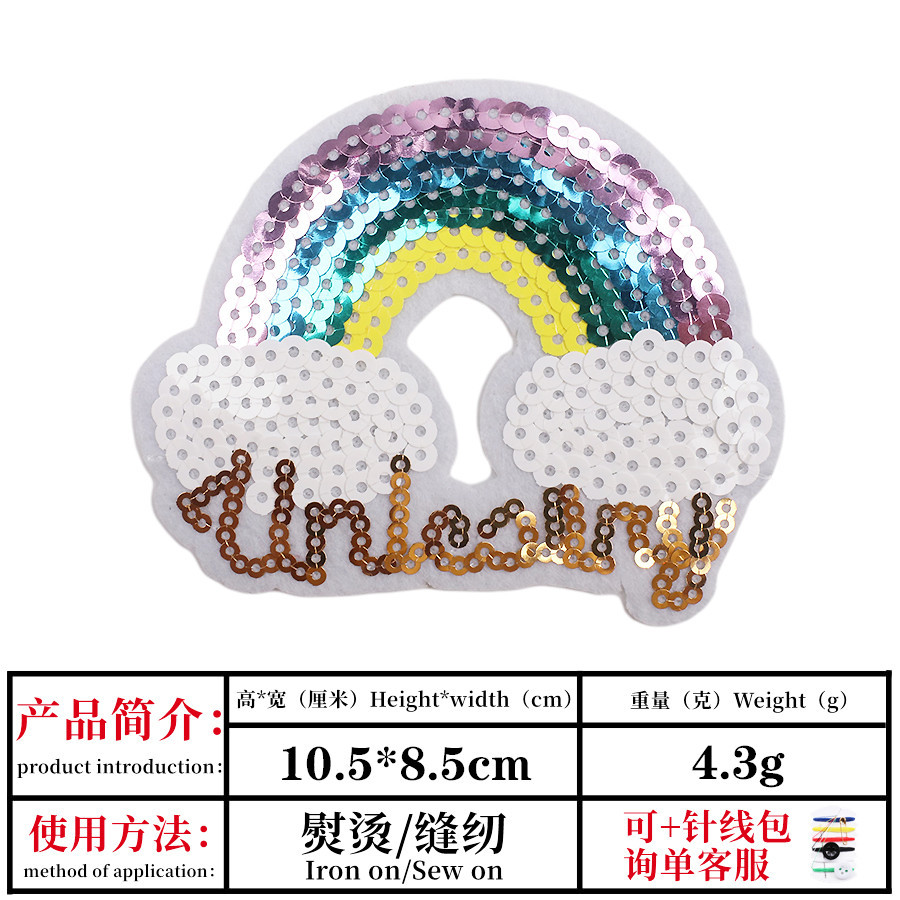 产品简介：
product introduction：
高*宽（厘米）Height*width（cm）
重量（克）Weight（g）
10.5*8.5cm
4.3g
使用方法：
method of application：
熨烫/缝纫
Iron on/Sew on
可+针线包
询单客服